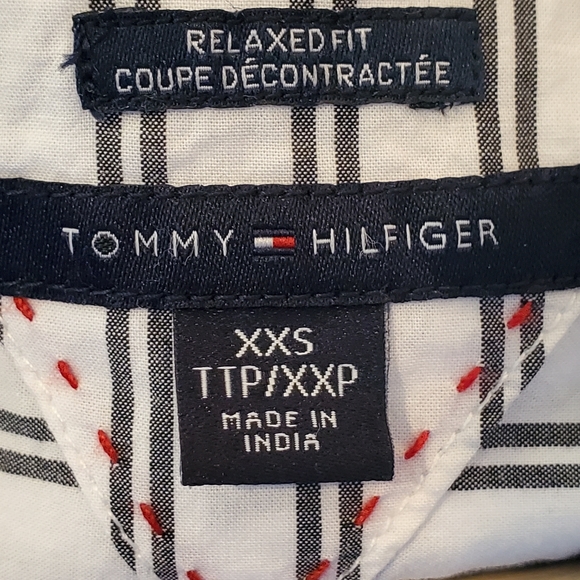 RELAXED FIT
COUPE DÉCONTRACTÉE
TOMMY HILFIGER
XXS
TTP/XXP
MADE IN
INDIA